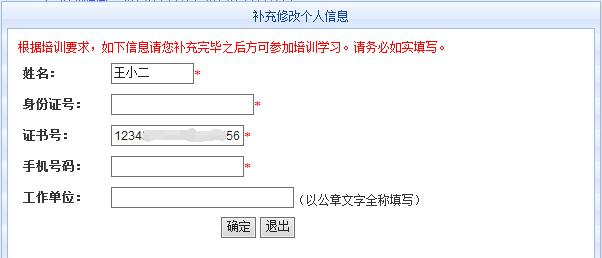 补充修改个人信息
根据培训要求，如下信息请您补充完毕之后方可参加培训学习。请务必如实填写。
姓名： 王小二 *
身份证号： *
证书号： 1234 56 *
手机号码： *
工作单位： （以公章文字全称填写）
确定 退出